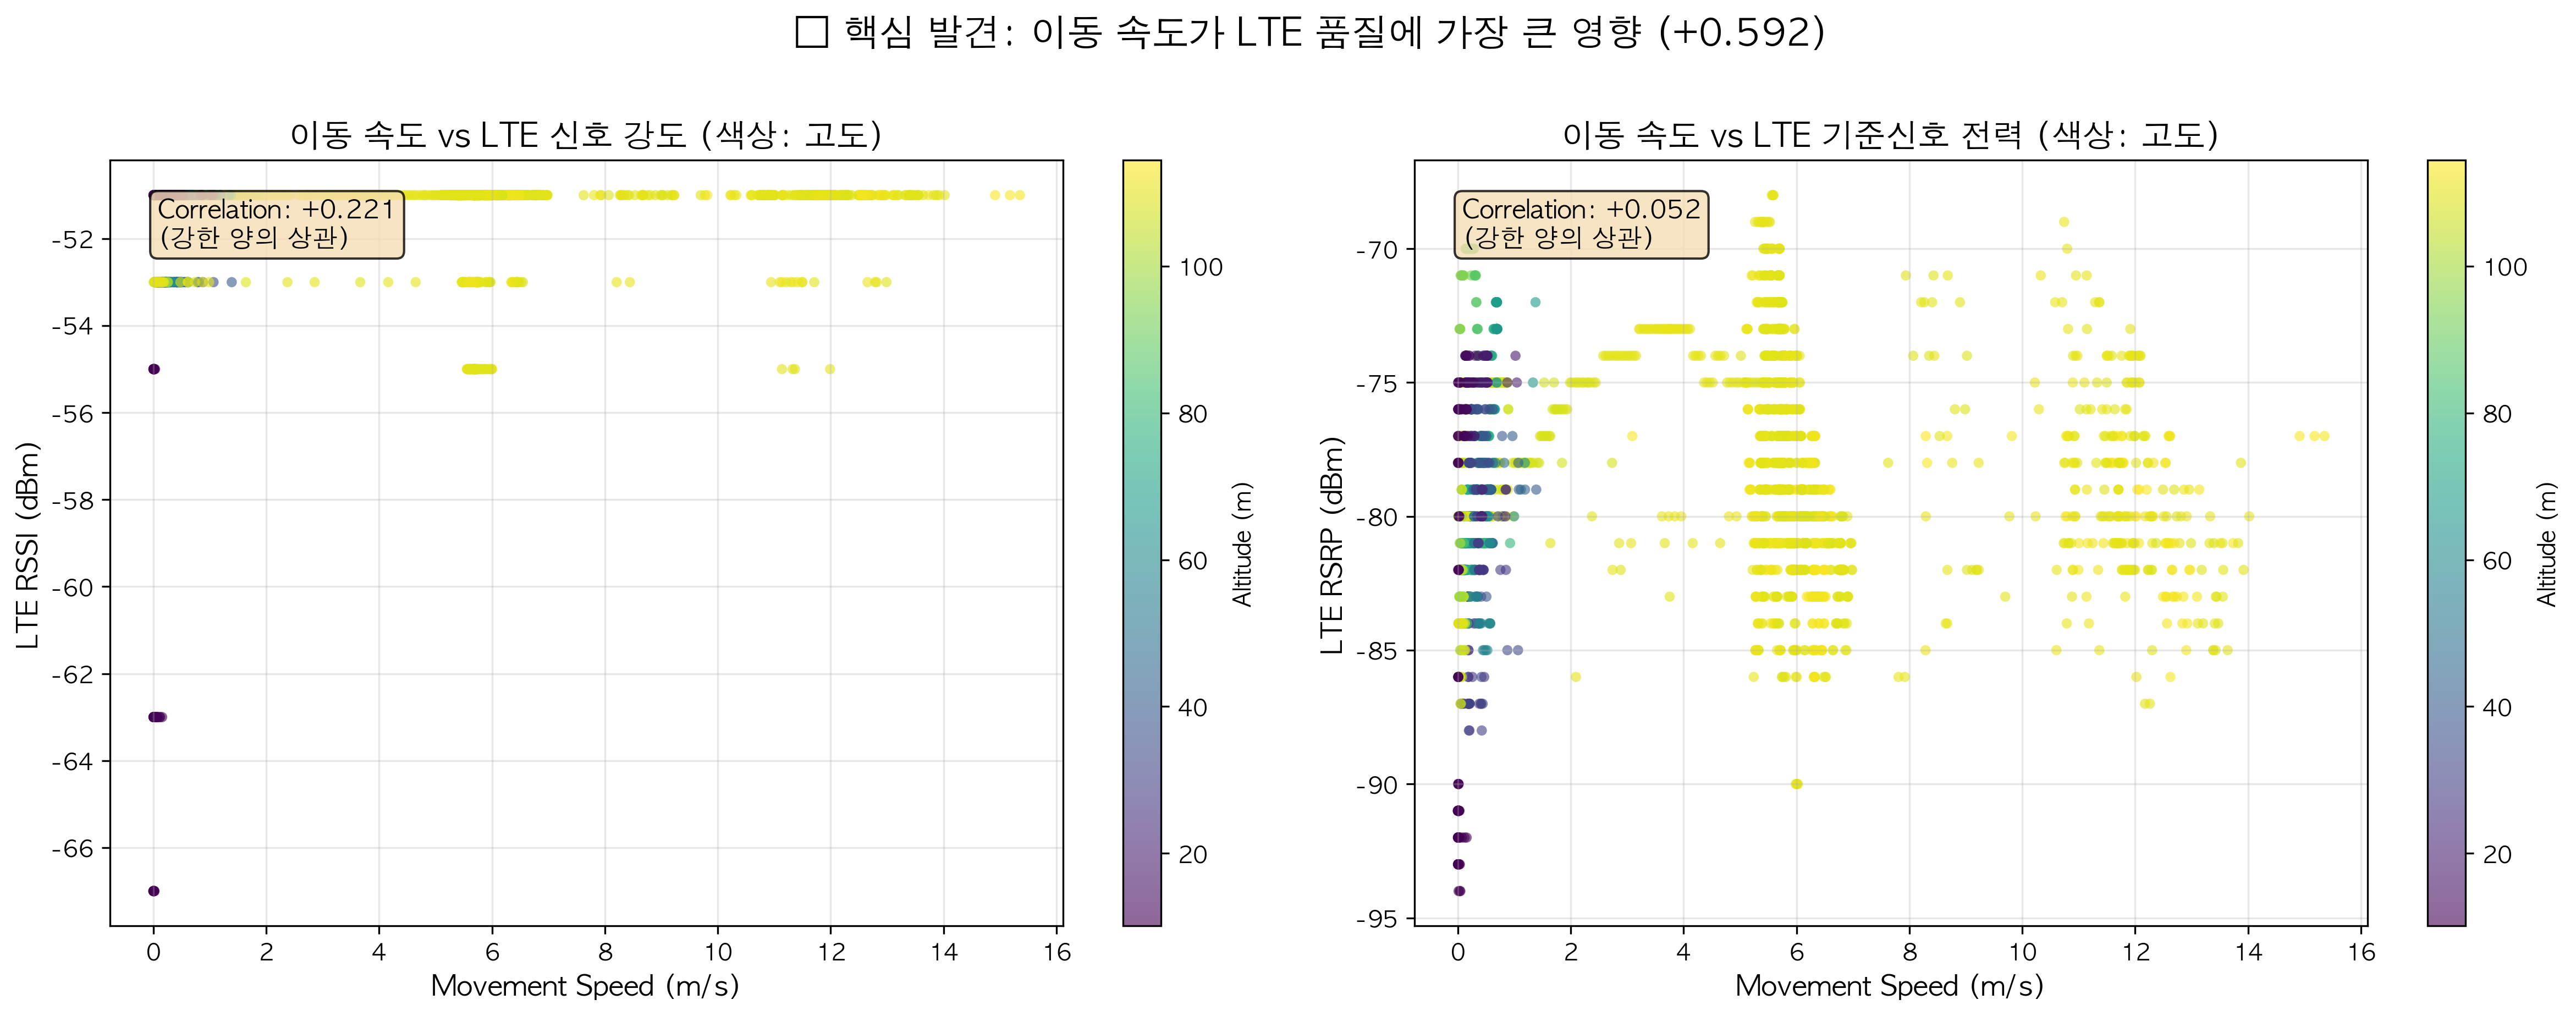 □ 핵심 발견: 이동 속도가 LTE 품질에 가장 큰 영향 (+0.592)
이동 속도 vs LTE 신호 강도 (색상: 고도)
Correlation: +0.221
(강한 양의 상관)
LTE RSSI (dBm)
-52
-54
-56
-58
-60
-62
-64
-66
0 2 4 6 8 10 12 14 16
Movement Speed (m/s)
100
80
60
40
20
Altitude (m)
이동 속도 vs LTE 기준신호 전력 (색상: 고도)
Correlation: +0.052
(강한 양의 상관)
LTE RSRP (dBm)
-70
-75
-80
-85
-90
-95
0 2 4 6 8 10 12 14 16
Movement Speed (m/s)
100
80
60
40
20
Altitude (m)